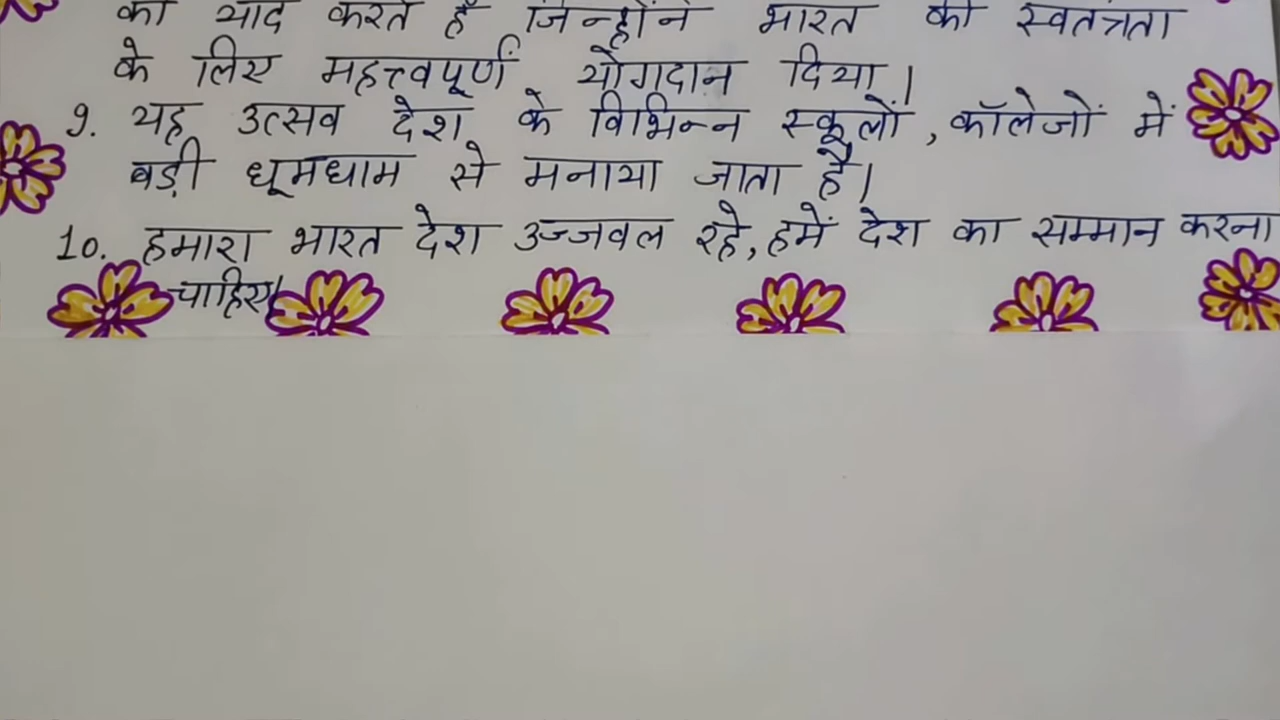 को याद करते हैं जिन्होंने भारत की स्वतंत्रता
के लिए महत्त्वपूर्ण योगदान दिया।
9. यह उत्सव देश के विभिन्न स्कूलों, कॉलेजों में
बड़ी धूमधाम से मनाया जाता है।
10. हमारा भारत देश उज्जवल रहे, हमें देश का सम्मान करना
चाहिए।